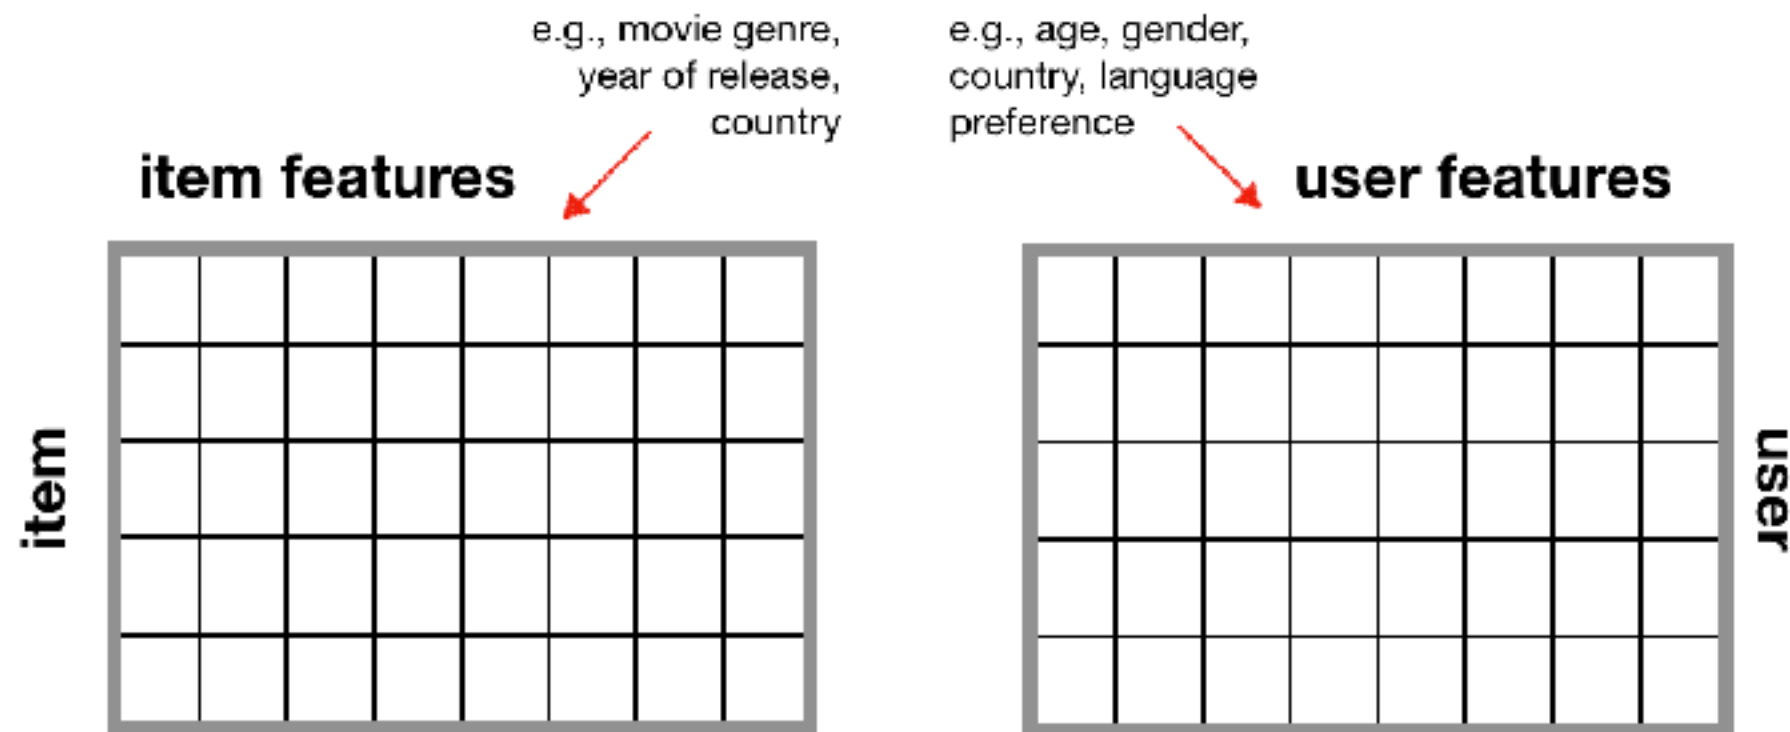 e.g., movie genre,
year of release,
country
e.g., age, gender,
country, language
preference
item features
user features
item
user